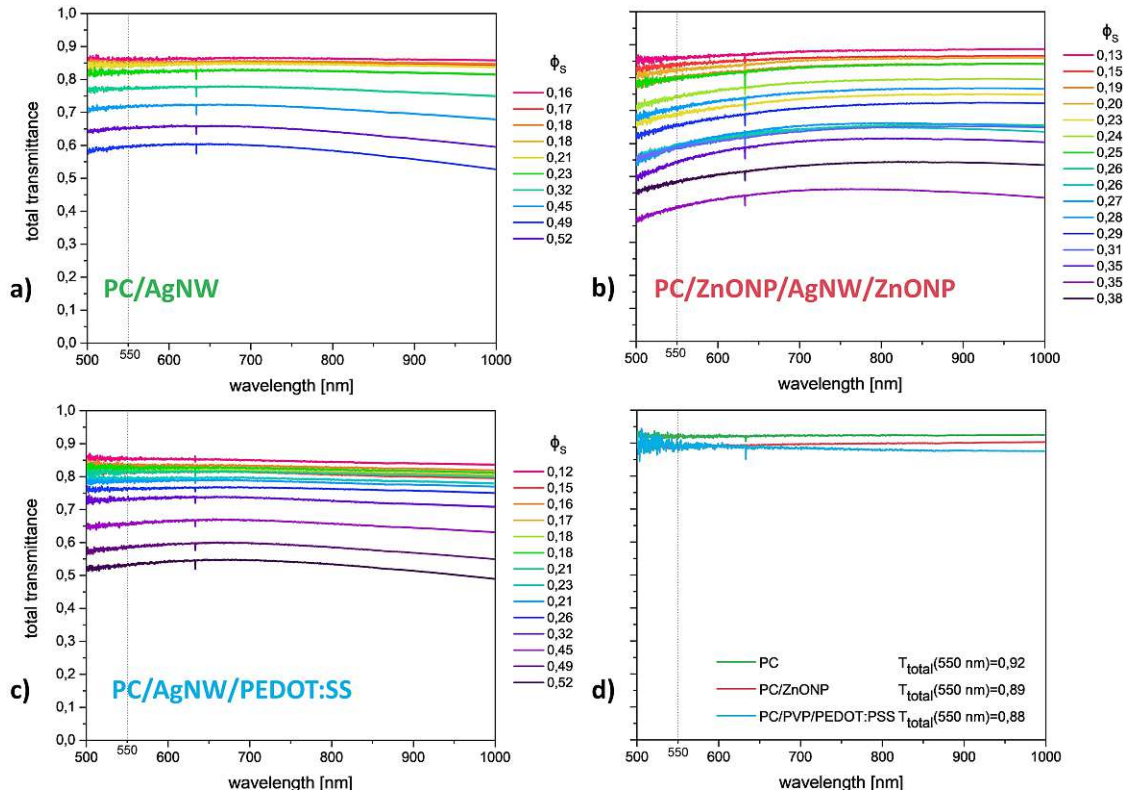 1,0
0,9
0,8
0,7
0,6
0,5
0,4
0,3
0,2
0,1
0,0
total transmittance
500 550 600 700 800 900 1000
wavelength [nm]
ϕS
0,16
0,17
0,18
0,18
0,21
0,23
0,32
0,45
0,49
0,52
a)
PC/AgNW
500 550 600 700 800 900 1000
wavelength [nm]
ϕS
0,13
0,15
0,19
0,20
0,23
0,24
0,25
0,26
0,26
0,27
0,28
0,29
0,31
0,35
0,35
0,38
b)
PC/ZnONP/AgNW/ZnONP
1,0
0,9
0,8
0,7
0,6
0,5
0,4
0,3
0,2
0,1
0,0
total transmittance
500 550 600 700 800 900 1000
wavelength [nm]
ϕS
0,12
0,15
0,16
0,17
0,18
0,18
0,21
0,23
0,21
0,26
0,32
0,45
0,49
0,52
c)
PC/AgNW/PEDOT:SS
d)
PC Ttotal(550 nm)=0,92
PC/ZnONP Ttotal(550 nm)=0,89
PC/PVP/PEDOT:PSS Ttotal(550 nm)=0,88
500 550 600 700 800 900 1000
wavelength [nm]